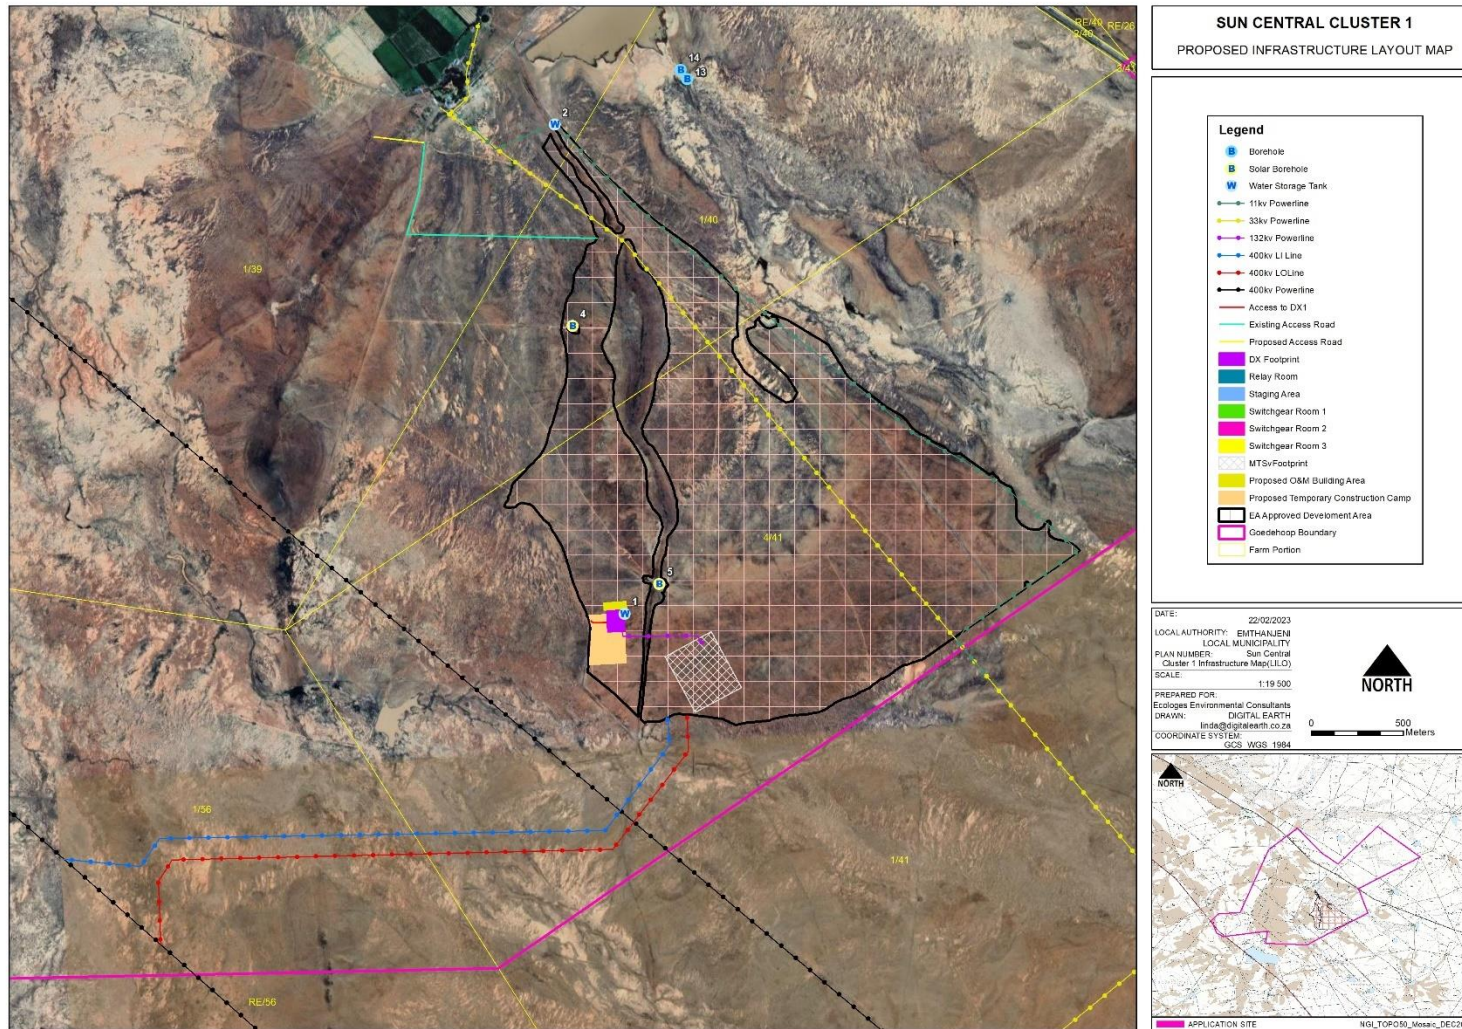 SUN CENTRAL CLUSTER 1
PROPOSED INFRASTRUCTURE LAYOUT MAP
Legend
B Borehole
B Solar Borehole
W Water Storage Tank
11kv Powerline
33kv Powerline
132kv Powerline
400kv LI Line
400kv LOLine
400kv Powerline
Access to DX1
Existing Access Road
Proposed Access Road
DX Footprint
Relay Room
Staging Area
Switchgear Room 1
Switchgear Room 2
Switchgear Room 3
MTSvFootprint
Proposed O&M Building Area
Proposed Temporary Construction Camp
EA Approved Develoment Area
Goedehoop Boundary
Farm Portion
DATE:
22/02/2023
LOCAL AUTHORITY: EMTHANJENI
LOCAL MUNICIPALITY
PLAN NUMBER: Sun Central
Cluster 1 Infrastructure Map(LILO)
SCALE:
1:19 500
PREPARED FOR:
Ecologes Environmental Consultants
DRAWN: DIGITAL EARTH
linda@digitalearth.co.za
COORDINATE SYSTEM:
GCS WGS 1984
NORTH
0 500
Meters
NORTH
APPLICATION SITE
RE/40
RE/26
3/40
14
B
13
B
2
W
1/40
1/39
4
B
4/41
5
B
1
W
1/56
1/41
RE/56